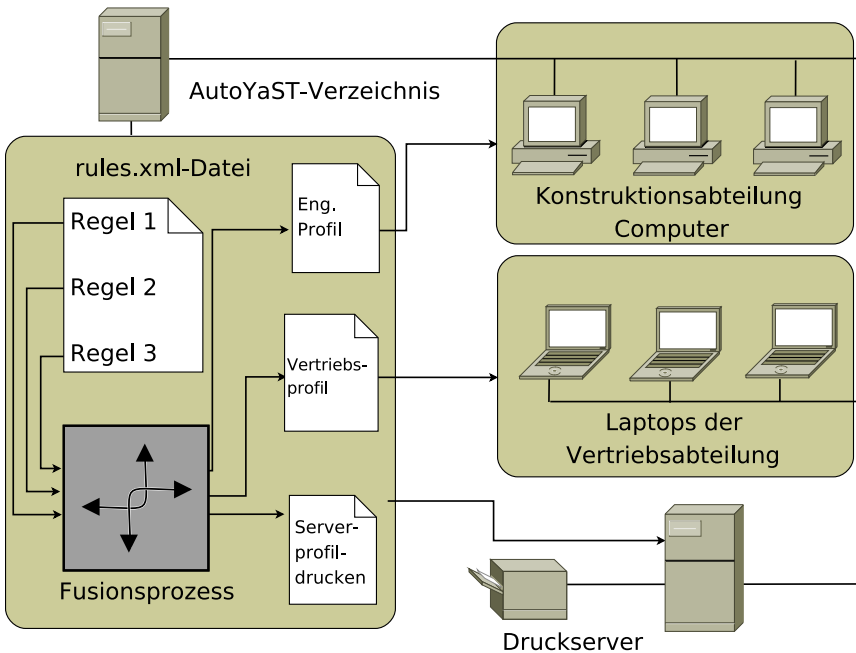 AutoYaST-Verzeichnis
rules.xml-Datei
Regel 1
Regel 2
Regel 3
Eng.
Profil
Vertriebs-
profil
Server-
profil-
drucken
Fusionsprozess
Konstruktionsabteilung
Computer
Laptops der
Vertriebsabteilung
Druckserver